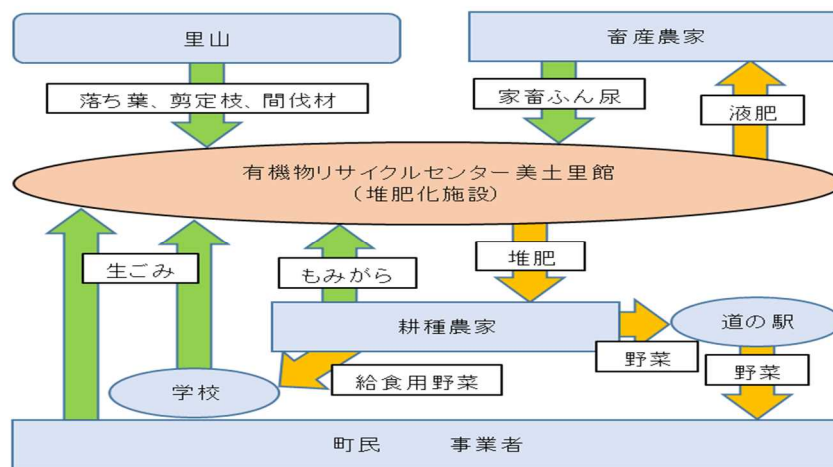 里山
畜産農家
落ち葉、剪定枝、間伐材
家畜ふん尿
液肥
有機物リサイクルセンター美土里館
（堆肥化施設）
生ごみ
もみがら
堆肥
耕種農家
道の駅
野菜
野菜
学校
給食用野菜
町民 事業者